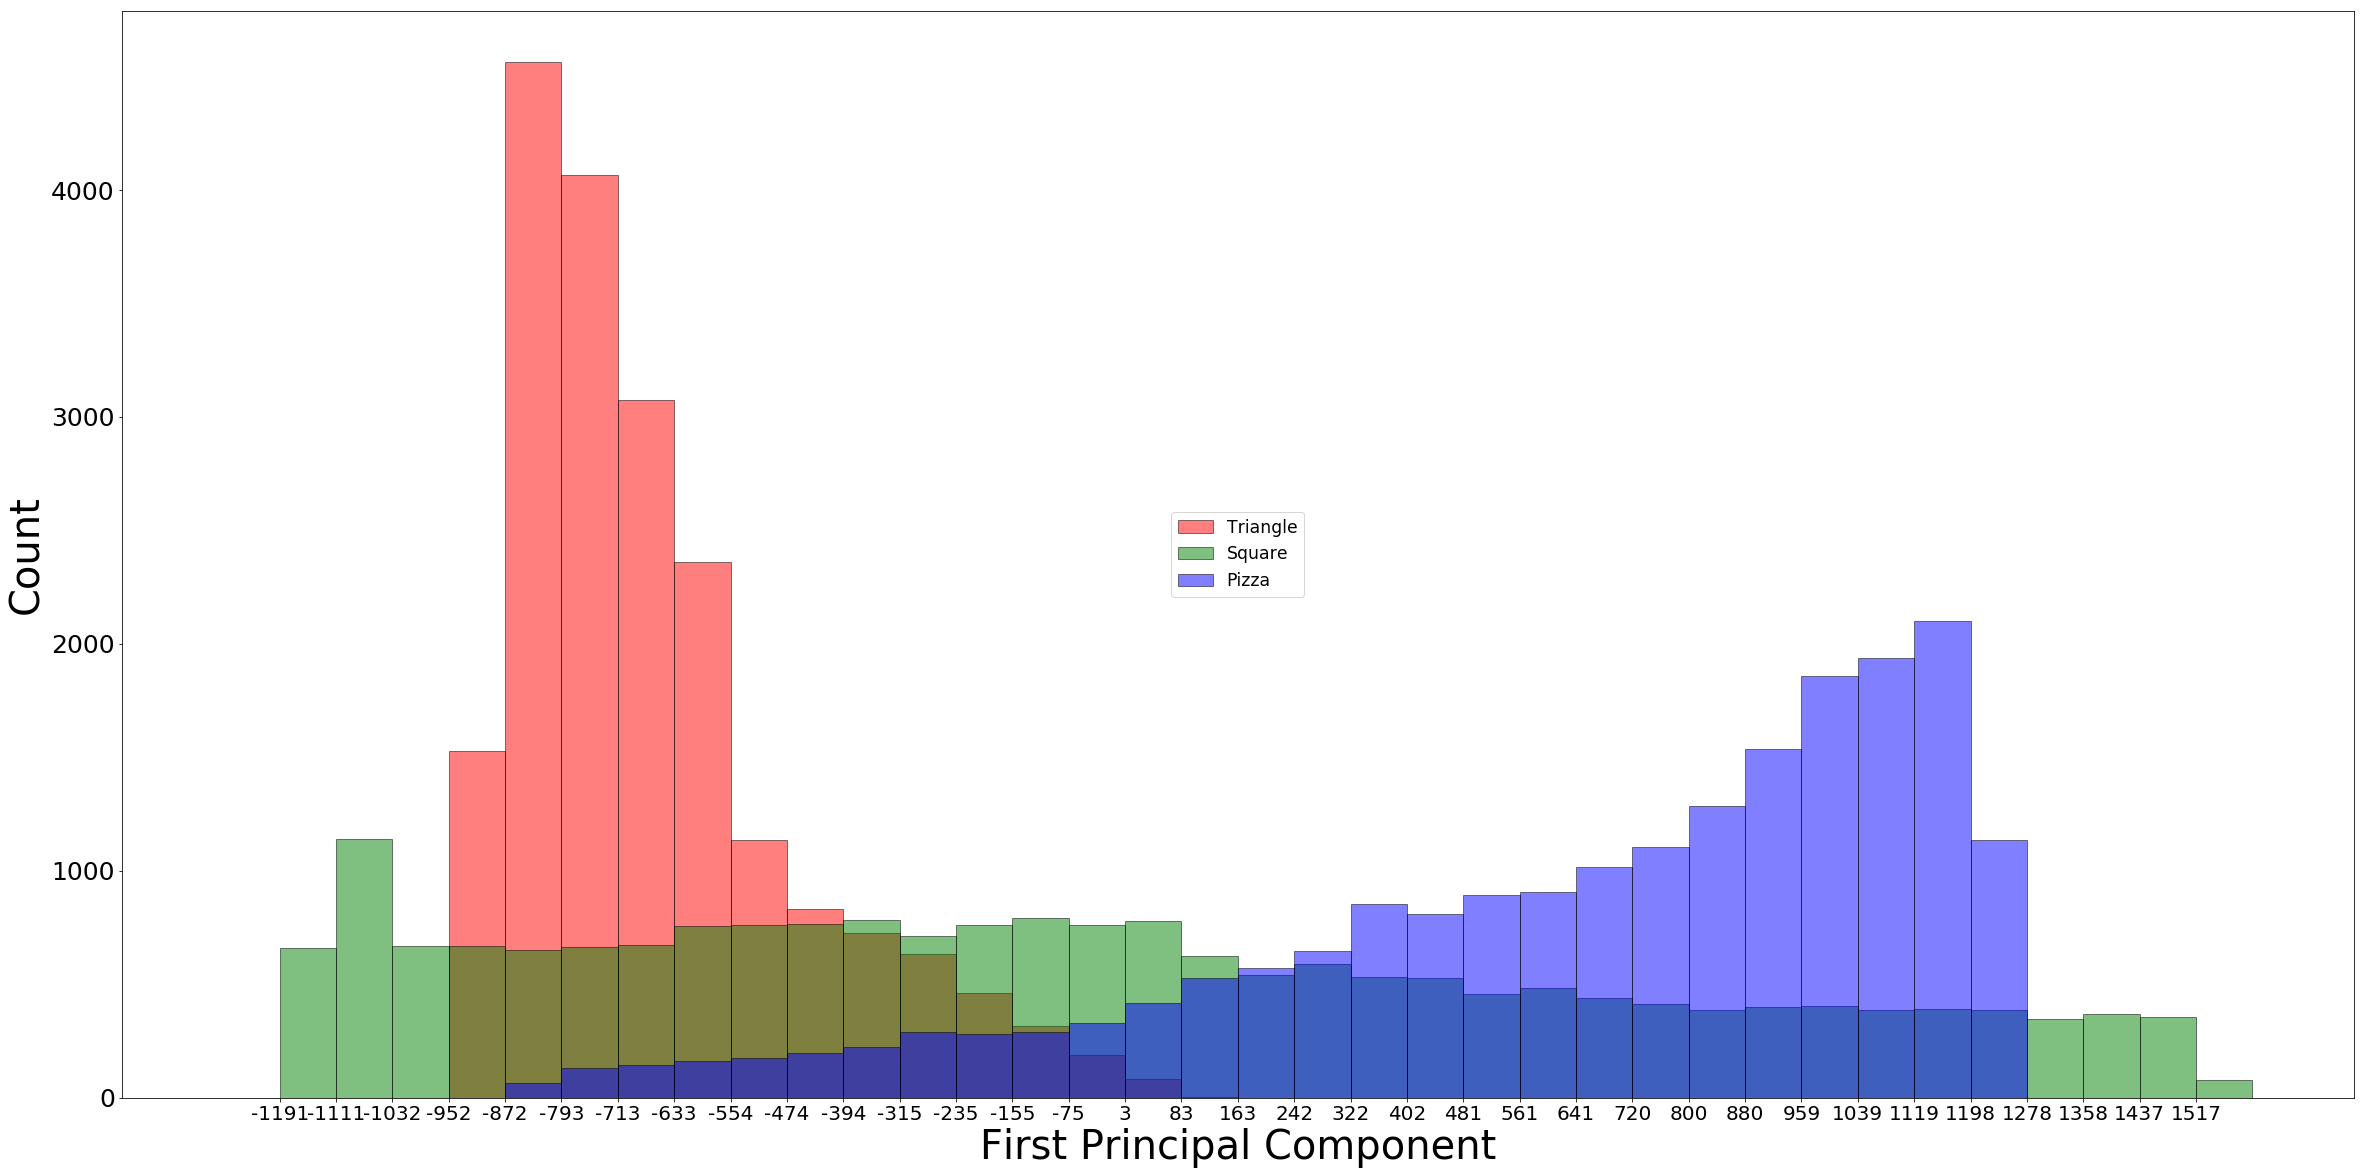 Count
4000
3000
2000
1000
0
Triangle
Square
Pizza
-1191 -1111 -1032 -952 -872 -793 -713 -633 -554 -474 -394 -315 -235 -155 -75 3 83 163 242 322 402 481 561 641 720 800 880 959 1039 1119 1198 1278 1358 1437 1517
First Principal Component